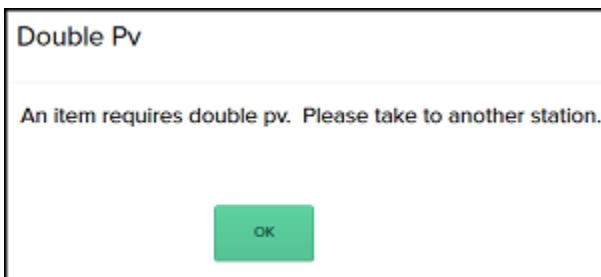 Double Pv
An item requires double pv.  Please take to another station.
OK